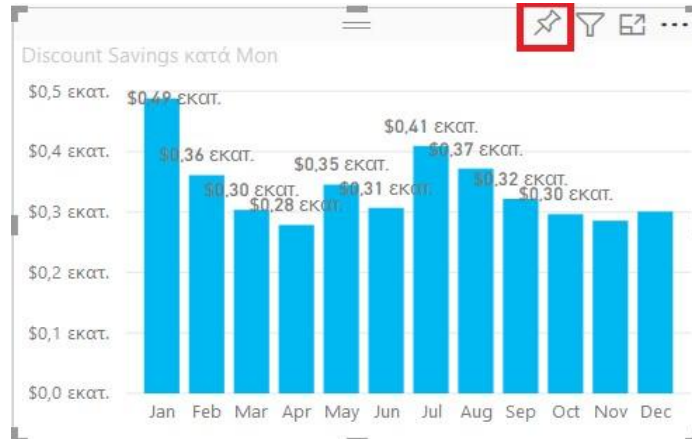 Discount Savings κατά Mon
$0,5 εκατ.
$0,4 εκατ.
$0,3 εκατ.
$0,2 εκατ.
$0,1 εκατ.
$0,0 εκατ.
$0,49 εκατ.
$0,36 εκατ.
$0,30 εκατ.
$0,28 εκατ.
$0,35 εκατ.
$0,31 εκατ.
$0,41 εκατ.
$0,37 εκατ.
$0,32 εκατ.
$0,30 εκατ.
Jan Feb Mar Apr May Jun Jul Aug Sep Oct Nov Dec